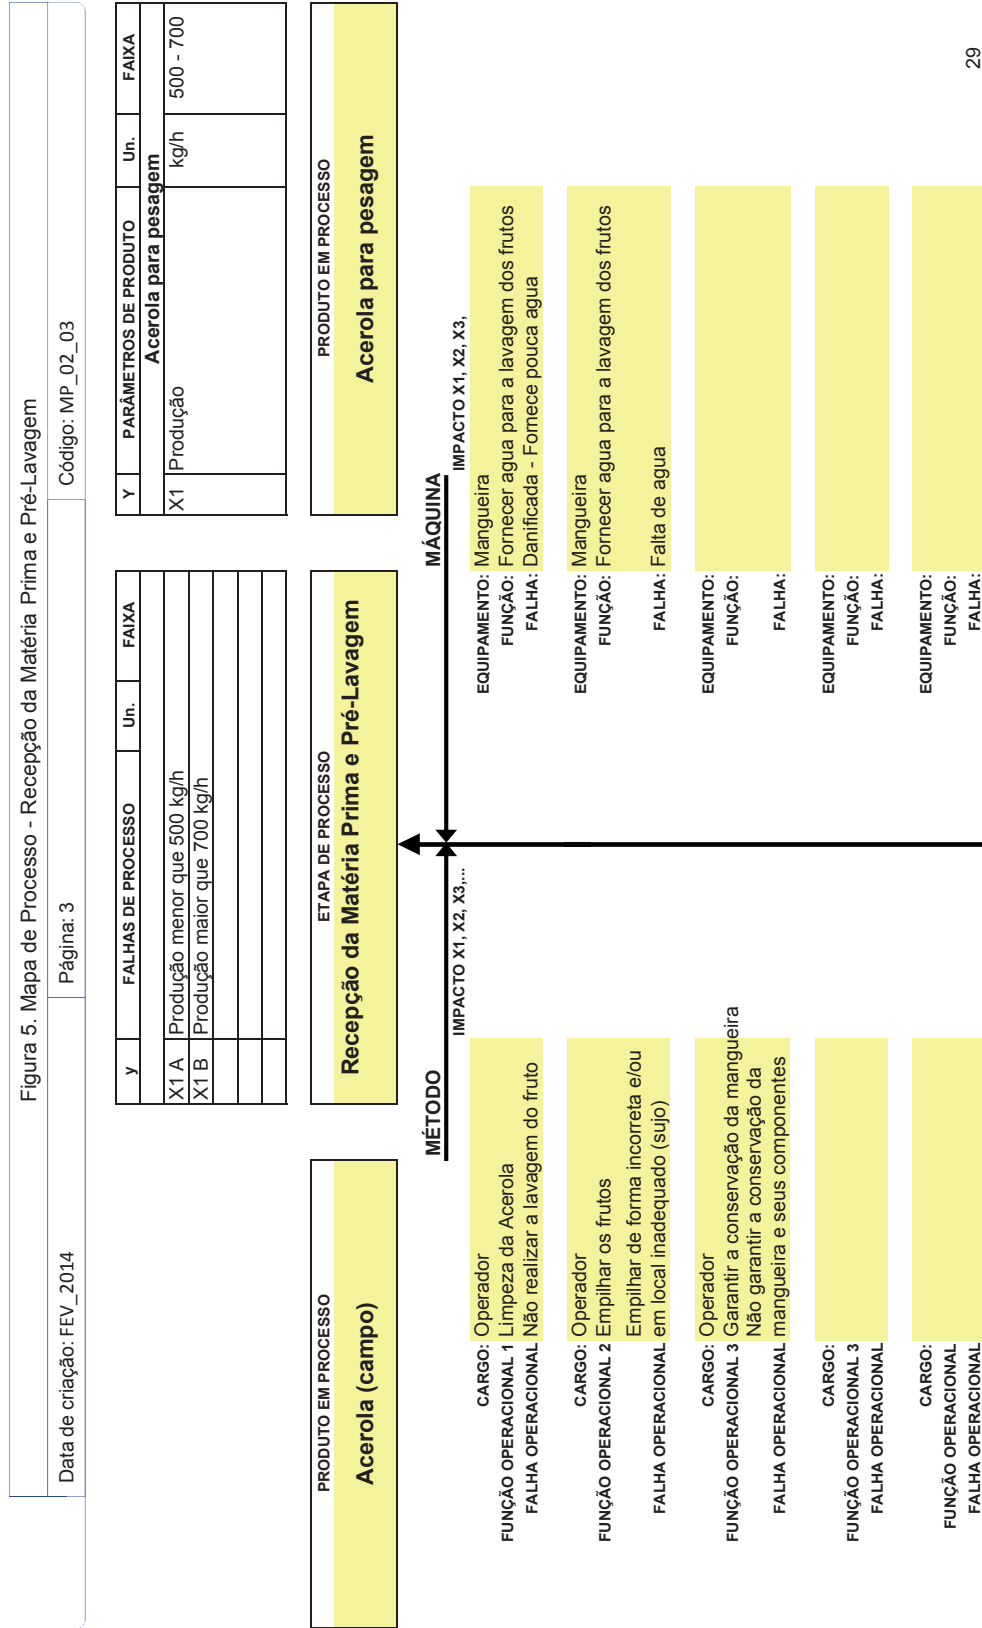 Figura 5. Mapa de Processo - Recepção da Matéria Prima e Pré-Lavagem
Data de criação: FEV_2014
Página: 3
Código: MP_02_03
y FALHAS DE PROCESSO Un. FAIXA
X1 A Produção menor que 500 kg/h
X1 B Produção maior que 700 kg/h
Y PARÂMETROS DE PRODUTO Un. FAIXA
Acerola para pesagem
X1 Produção kg/h 500 - 700
PRODUTO EM PROCESSO
Acerola (campo)
ETAPA DE PROCESSO
Recepção da Matéria Prima e Pré-Lavagem
PRODUTO EM PROCESSO
Acerola para pesagem
MÉTODO
IMPACTO X1, X2, X3,...
CARGO: Operador
FUNÇÃO OPERACIONAL 1 Limpeza da Acerola
FALHA OPERACIONAL Não realizar a lavagem do fruto
CARGO: Operador
FUNÇÃO OPERACIONAL 2 Empilhar os frutos
Empilhar de forma incorreta e/ou
FALHA OPERACIONAL em local inadequado (sujo)
CARGO: Operador
FUNÇÃO OPERACIONAL 3 Garantir a conservação da mangueira
Não garantir a conservação da
FALHA OPERACIONAL mangueira e seus componentes
CARGO:
FUNÇÃO OPERACIONAL 3
FALHA OPERACIONAL
CARGO:
FUNÇÃO OPERACIONAL
FALHA OPERACIONAL
MÁQUINA
IMPACTO X1, X2, X3,
EQUIPAMENTO: Mangueira
FUNÇÃO: Fornecer agua para a lavagem dos frutos
FALHA: Danificada - Fornece pouca agua
EQUIPAMENTO: Mangueira
FUNÇÃO: Fornecer agua para a lavagem dos frutos
FALHA: Falta de agua
EQUIPAMENTO:
FUNÇÃO:
FALHA:
EQUIPAMENTO:
FUNÇÃO:
FALHA:
EQUIPAMENTO:
FUNÇÃO:
FALHA:
29